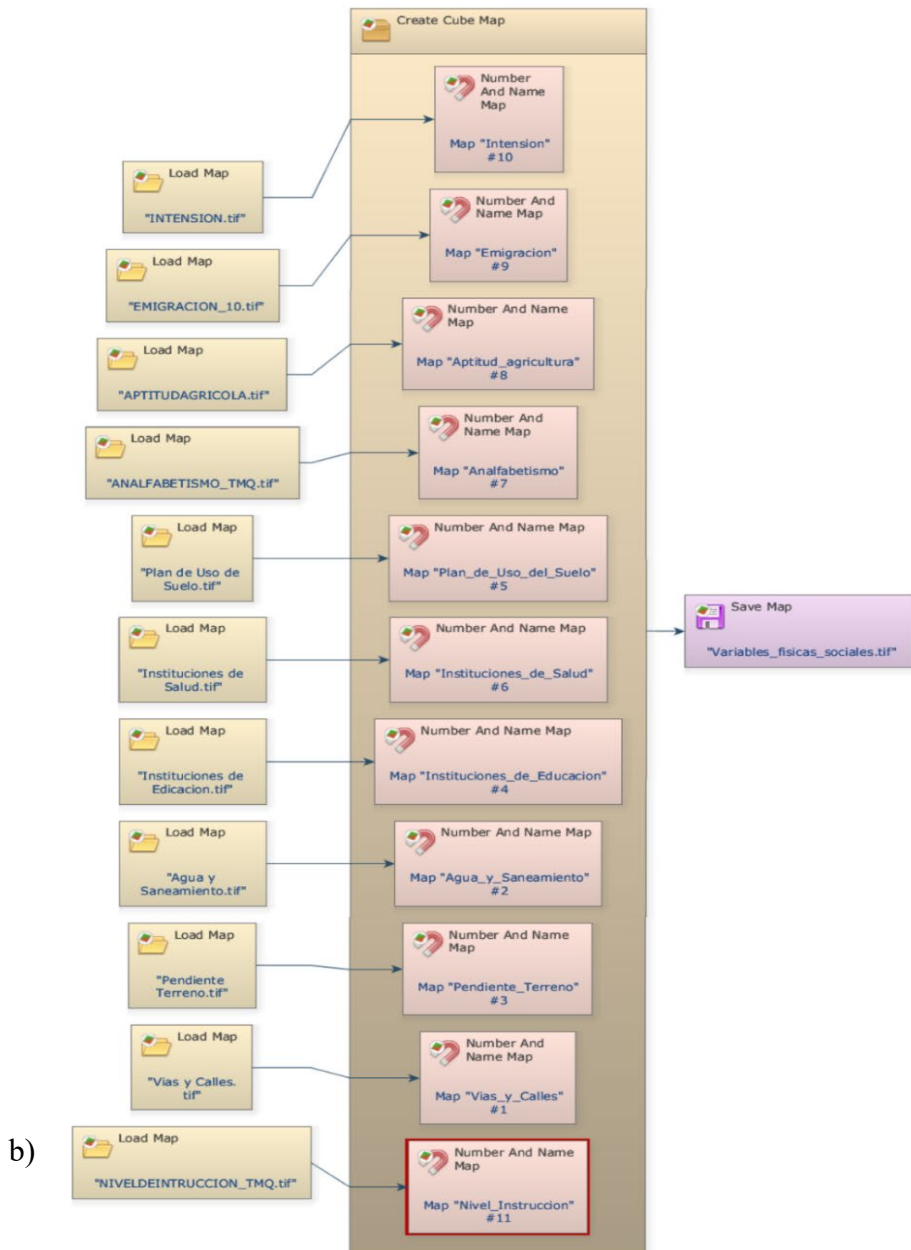 Create Cube Map
Number
And Name
Map
Map "Intension"
#10
Load Map
"INTENSION.tif"
Number And
Name Map
Map "Emigracion"
#9
Load Map
"EMIGRACION_10.tif"
Number And Name
Map
Map "Aptitud_agricultura"
#8
Load Map
"APTITUDAGRICOLA.tif"
Number And
Name Map
Map "Analfabetismo"
#7
Load Map
"ANALFABETISMO_TMQ.tif"
Number And Name Map
Map "Plan_de_Uso_del_Suelo"
#5
Load Map
"Plan de Uso de
Suelo.tif"
Save Map
"Variables_fisicas_sociales.tif"
Number And Name Map
Map "Instituciones_de_Salud"
#6
Load Map
"Instituciones de
Salud.tif"
Number And Name Map
Map "Instituciones_de_Educacion"
#4
Load Map
"Instituciones de
Edicacion.tif"
Number And Name Map
Map "Agua_y_Saneamiento"
#2
Load Map
"Agua y
Saneamiento.tif"
Number And Name
Map
Map "Pendiente_Terreno"
#3
Load Map
"Pendiente
Terreno.tif"
Number And
Name Map
Map "Vias_y_Calles"
#1
Load Map
"Vias y Calles.
tif"
b)
Load Map
"NIVELDEINTRUCCION_TMQ.tif"
Number And Name
Map
Map "Nivel_Instruccion"
#11